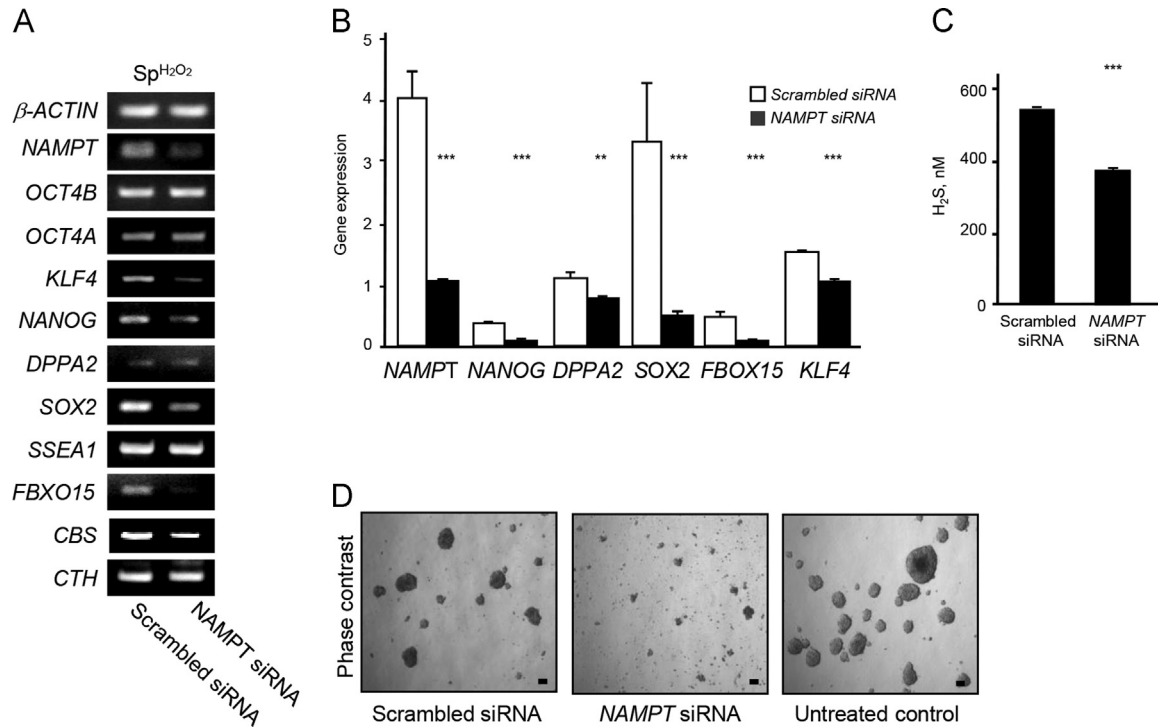 A
Sp^H2O2
β-ACTIN
NAMPT
OCT4B
OCT4A
KLF4
NANOG
DPPA2
SOX2
SSEA1
FBXO15
CBS
CTH
Scrambled siRNA
NAMPT siRNA
B
Gene expression
5
4
3
2
1
0
Scrambled siRNA
NAMPT siRNA
***
***
**
***
***
***
NAMPT
NANOG
DPPA2
SOX2
FBOX15
KLF4
C
***
H2S, nM
600
400
200
0
Scrambled
siRNA
NAMPT
siRNA
D
Phase contrast
Scrambled siRNA
NAMPT siRNA
Untreated control